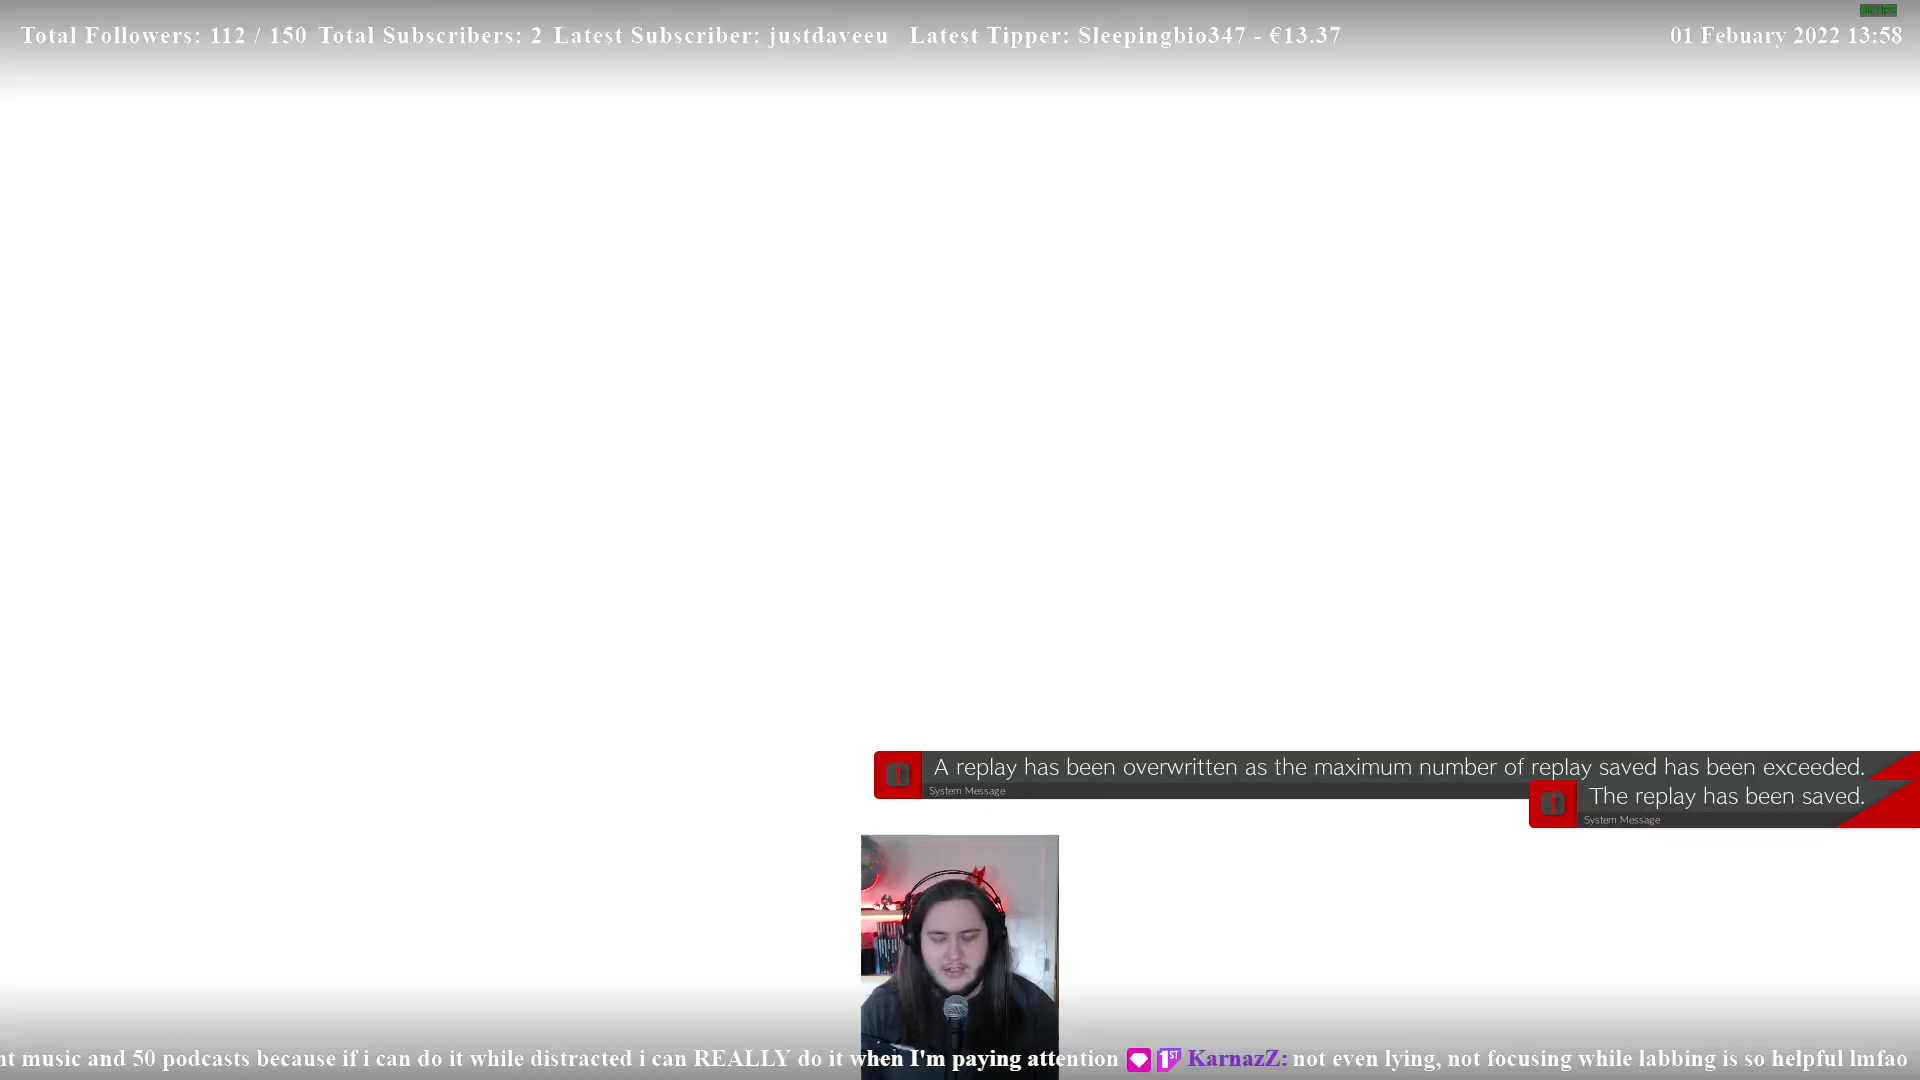 Total Followers: 112 / 150 Total Subscribers: 2 Latest Subscriber: justdaveeu Latest Tipper: Sleepingbio347 - €13.37
01 Febuary 2022 13:58
A replay has been overwritten as the maximum number of replay saved has been exceeded.
System Message
The replay has been saved.
System Message
nt music and 50 podcasts because if i can do it while distracted i can REALLY do it when I'm paying attention 1ST KarnazZ: not even lying, not focusing while labbing is so helpful lmfao